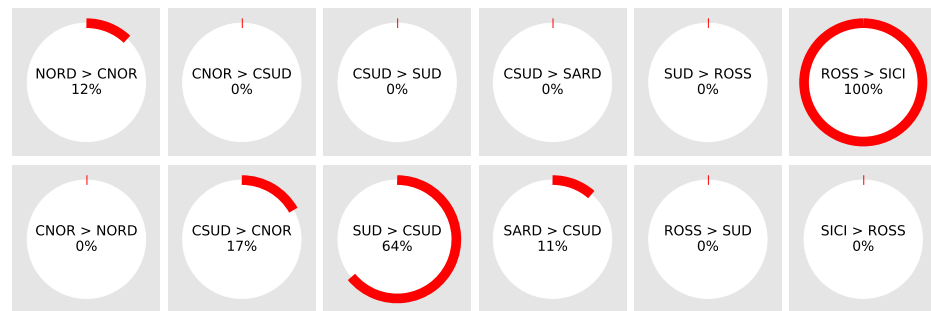 NORD > CNOR
12%
CNOR > CSUD
0%
CSUD > SUD
0%
CSUD > SARD
0%
SUD > ROSS
0%
ROSS > SICI
100%
CNOR > NORD
0%
CSUD > CNOR
17%
SUD > CSUD
64%
SARD > CSUD
11%
ROSS > SUD
0%
SICI > ROSS
0%